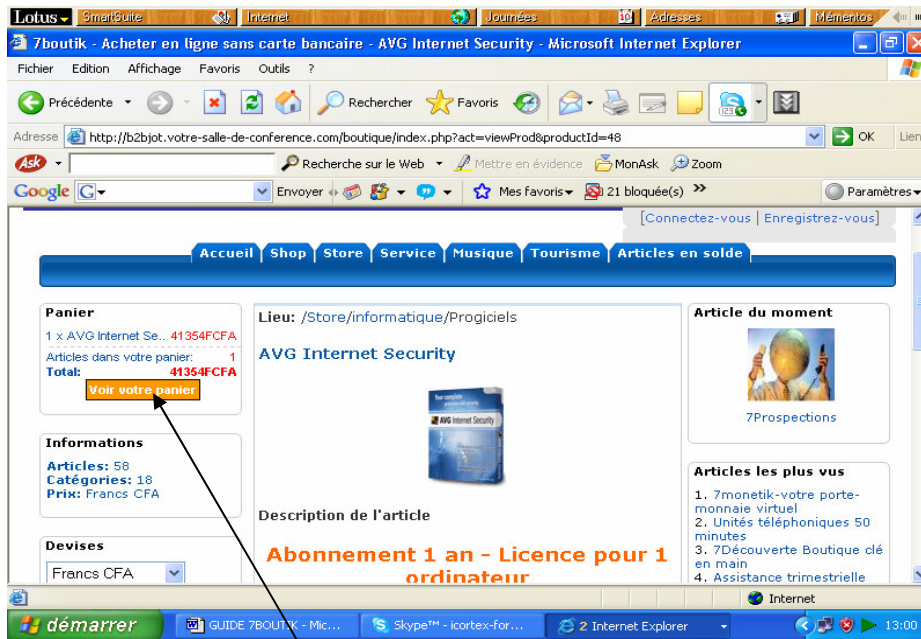 Lotus SmartSuite Internet Journées 10 Adresses Mémentos
7boutik - Acheter en ligne sans carte bancaire - AVG Internet Security - Microsoft Internet Explorer
Fichier Edition Affichage Favoris Outils ?
Précédente Rechercher Favoris
Adresse http://b2bjot.votre-salle-de-conference.com/boutique/index.php?act=viewProd&productId=48 OK Lien
Ask Recherche sur le Web Mettre en évidence MonAsk Zoom
Google G Envoyer Mes favoris 21 bloquée(s) Paramètres
[Connectez-vous | Enregistrez-vous]
Accueil Shop Store Service Musique Tourisme Articles en solde
Panier
1 x AVG Internet Se.. 41354FCFA
Articles dans votre panier: 1
Total: 41354FCFA
Voir votre panier
Informations
Articles: 58
Catégories: 18
Prix: Francs CFA
Devises
Francs CFA
Lieu: /Store/informatique/Progiciels
AVG Internet Security
AVG Internet Security
Description de l'article
Abonnement 1 an - Licence pour 1
ordinateur
Article du moment
7Prospections
Articles les plus vus
1. 7monetik-votre porte-
monnaie virtuel
2. Unités téléphoniques 50
minutes
3. 7Découverte Boutique clé
en main
4. Assistance trimestrielle
Internet
démarrer GUIDE 7BOUTIK - Mic... Skype™ - icortex-for... 2 Internet Explorer 13:00